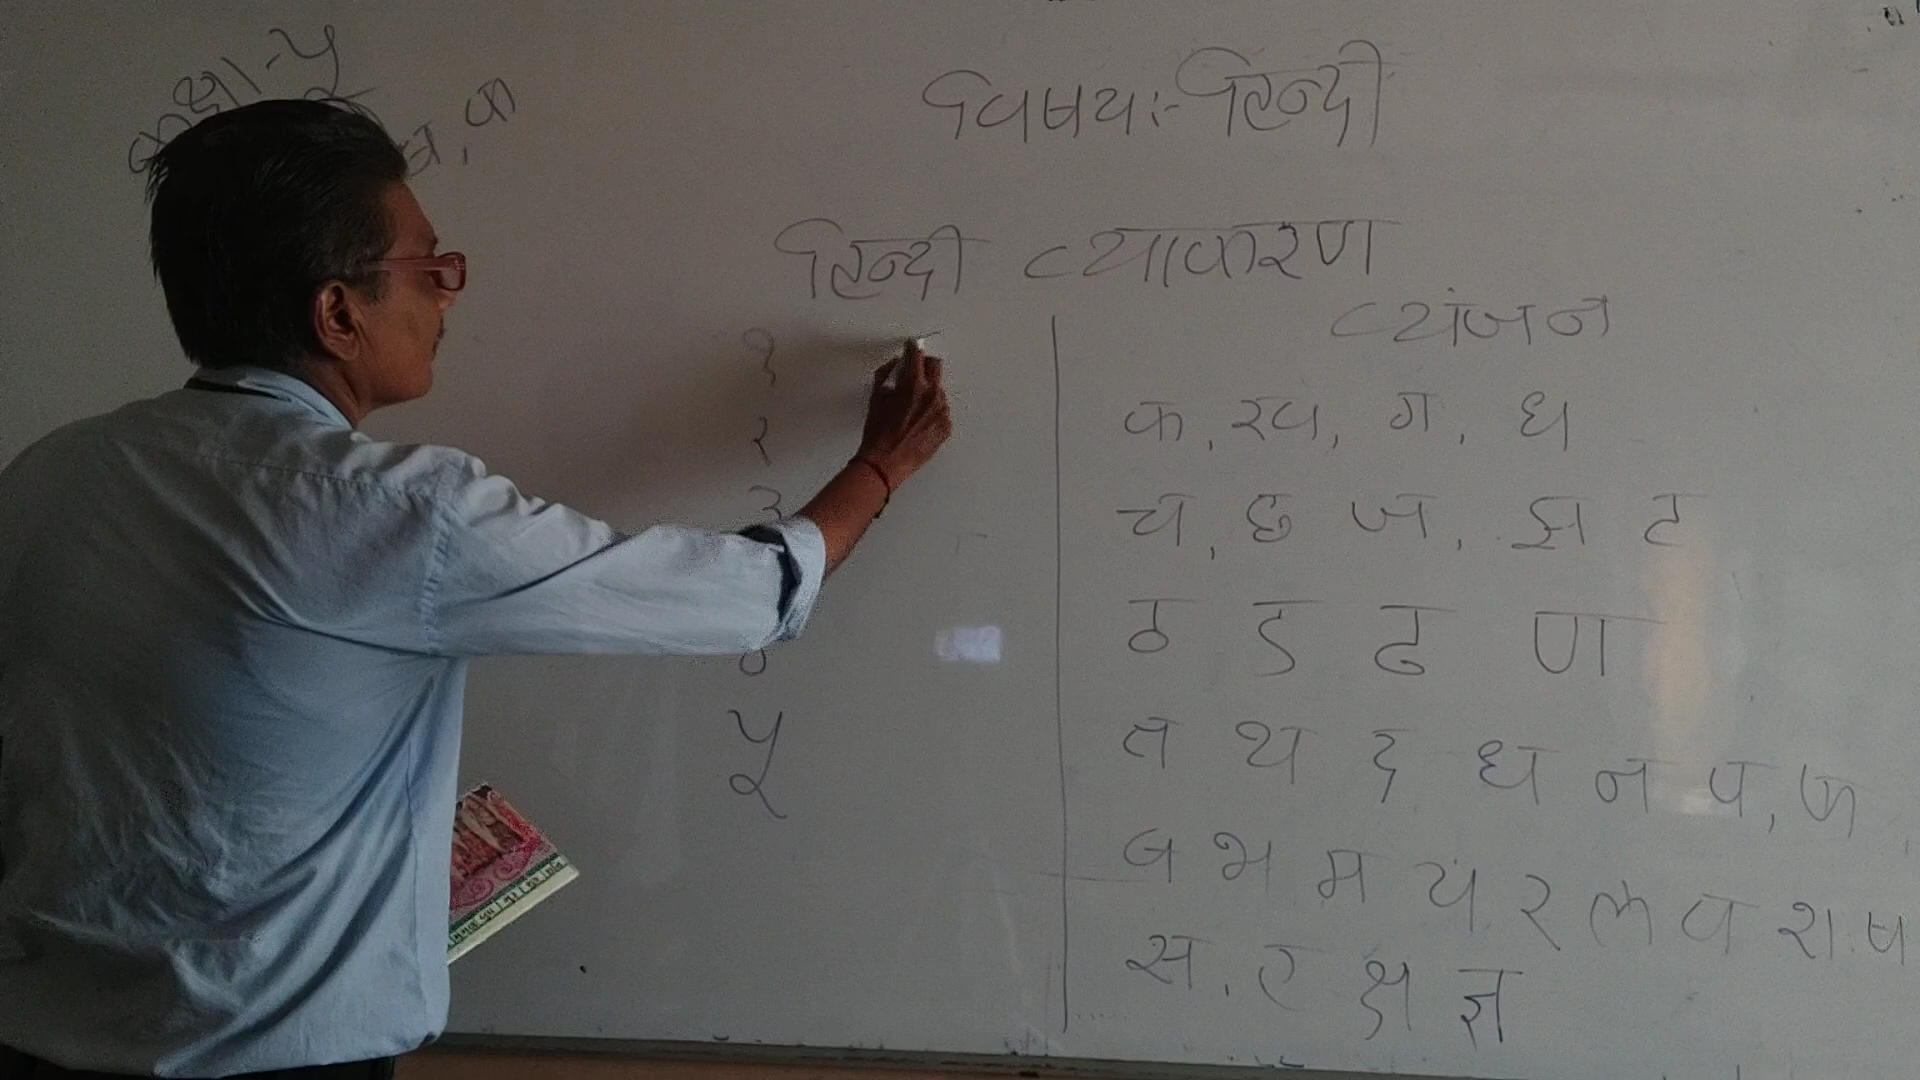 कक्षा-५
ब, क
विषय:- हिन्दी
हिन्दी व्याकरण
व्यंजन
१
२
३
४
५
क, ख, ग, घ
च, छ ज, झ ट
ठ ड ढ ण
त थ द ध न प, फ
ब भ म य र ल व श ष
स, ह क्ष ज्ञ